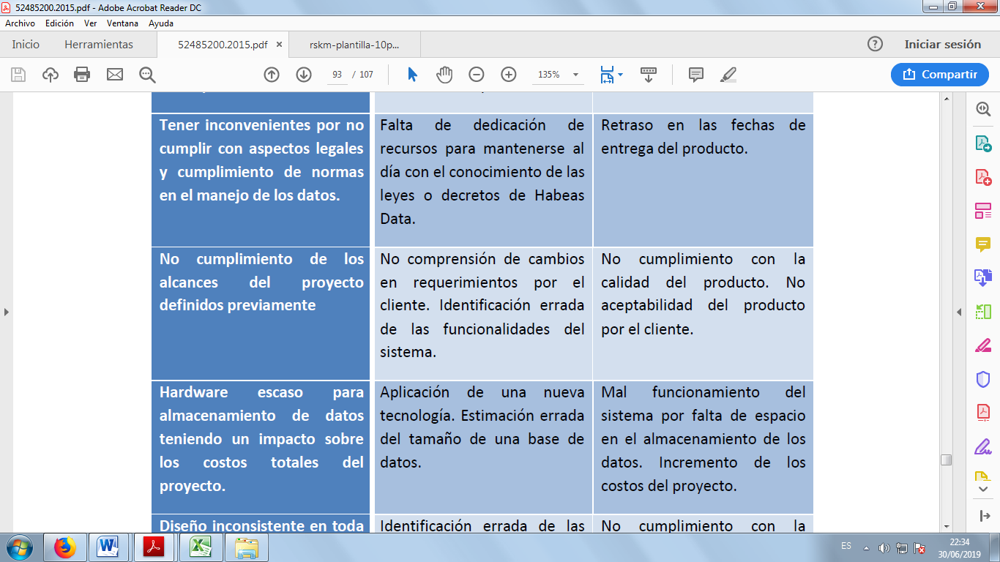 52485200.2015.pdf - Adobe Acrobat Reader DC
Archivo Edición Ver Ventana Ayuda
Inicio Herramientas 52485200.2015.pdf × rskm-plantilla-10p... ? Iniciar sesión
93 / 107 135% Compartir
Tener inconvenientes por no
cumplir con aspectos legales
y cumplimiento de normas
en el manejo de los datos.
Falta de dedicación de
recursos para mantenerse al
día con el conocimiento de las
leyes o decretos de Habeas
Data.
Retraso en las fechas de
entrega del producto.
No cumplimiento de los
alcances del proyecto
definidos previamente
No comprensión de cambios
en requerimientos por el
cliente. Identificación errada
de las funcionalidades del
sistema.
No cumplimiento con la
calidad del producto. No
aceptabilidad del producto
por el cliente.
Hardware escaso para
almacenamiento de datos
teniendo un impacto sobre
los costos totales del
proyecto.
Aplicación de una nueva
tecnología. Estimación errada
del tamaño de una base de
datos.
Mal funcionamiento del
sistema por falta de espacio
en el almacenamiento de los
datos. Incremento de los
costos del proyecto.
Diseño inconsistente en toda
Identificación errada de las
No cumplimiento con la
ES
22:34
30/06/2019